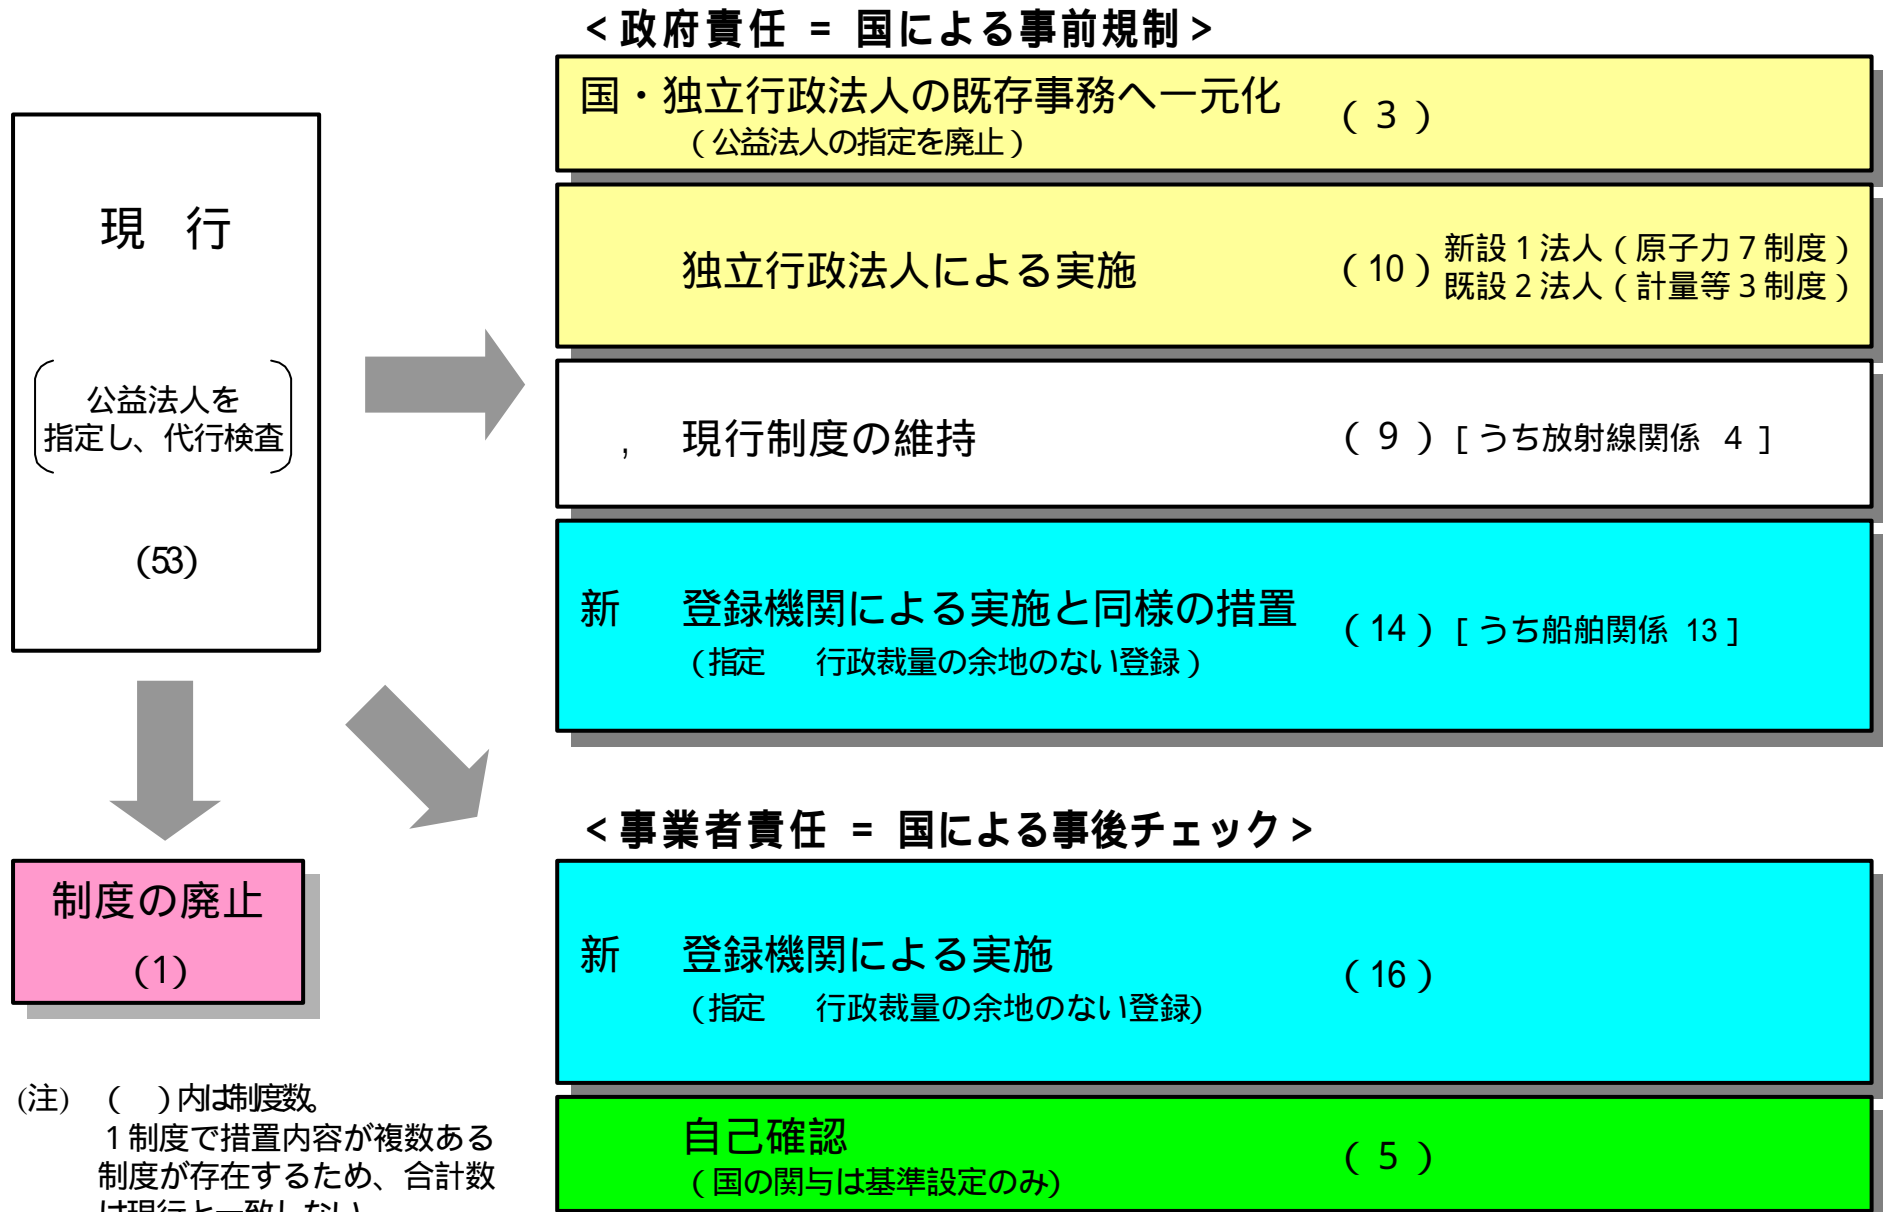 ＜政府責任 ＝ 国による事前規制＞
国・独立行政法人の既存事務へ一元化 （ 3 ）
（公益法人の指定を廃止）
独立行政法人による実施 （10）
新設１法人（原子力７制度）
既設２法人（計量等３制度）
， 現行制度の維持 （ 9 ）［うち放射線関係 4 ］
新 登録機関による実施と同様の措置 （14）［うち船舶関係 13］
（指定 行政裁量の余地のない登録）
現 行
公益法人を
指定し、代行検査
(53)
＜事業者責任 ＝ 国による事後チェック＞
新 登録機関による実施 （16）
（指定 行政裁量の余地のない登録)
自己確認 （ 5 ）
（国の関与は基準設定のみ)
制度の廃止
(1)
(注) （ ）内は制度数。
１制度で措置内容が複数ある
制度が存在するため、合計数
は現行と一致しない